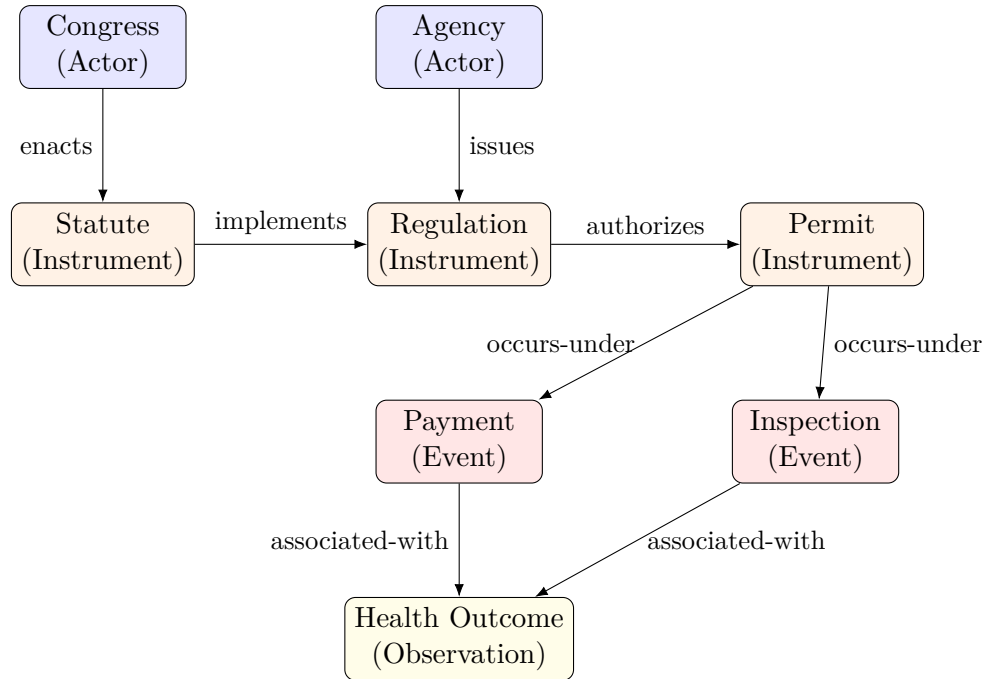 Congress
(Actor)
Agency
(Actor)
enacts
issues
Statute
(Instrument)
implements
Regulation
(Instrument)
authorizes
Permit
(Instrument)
occurs-under
occurs-under
Payment
(Event)
Inspection
(Event)
associated-with
associated-with
Health Outcome
(Observation)